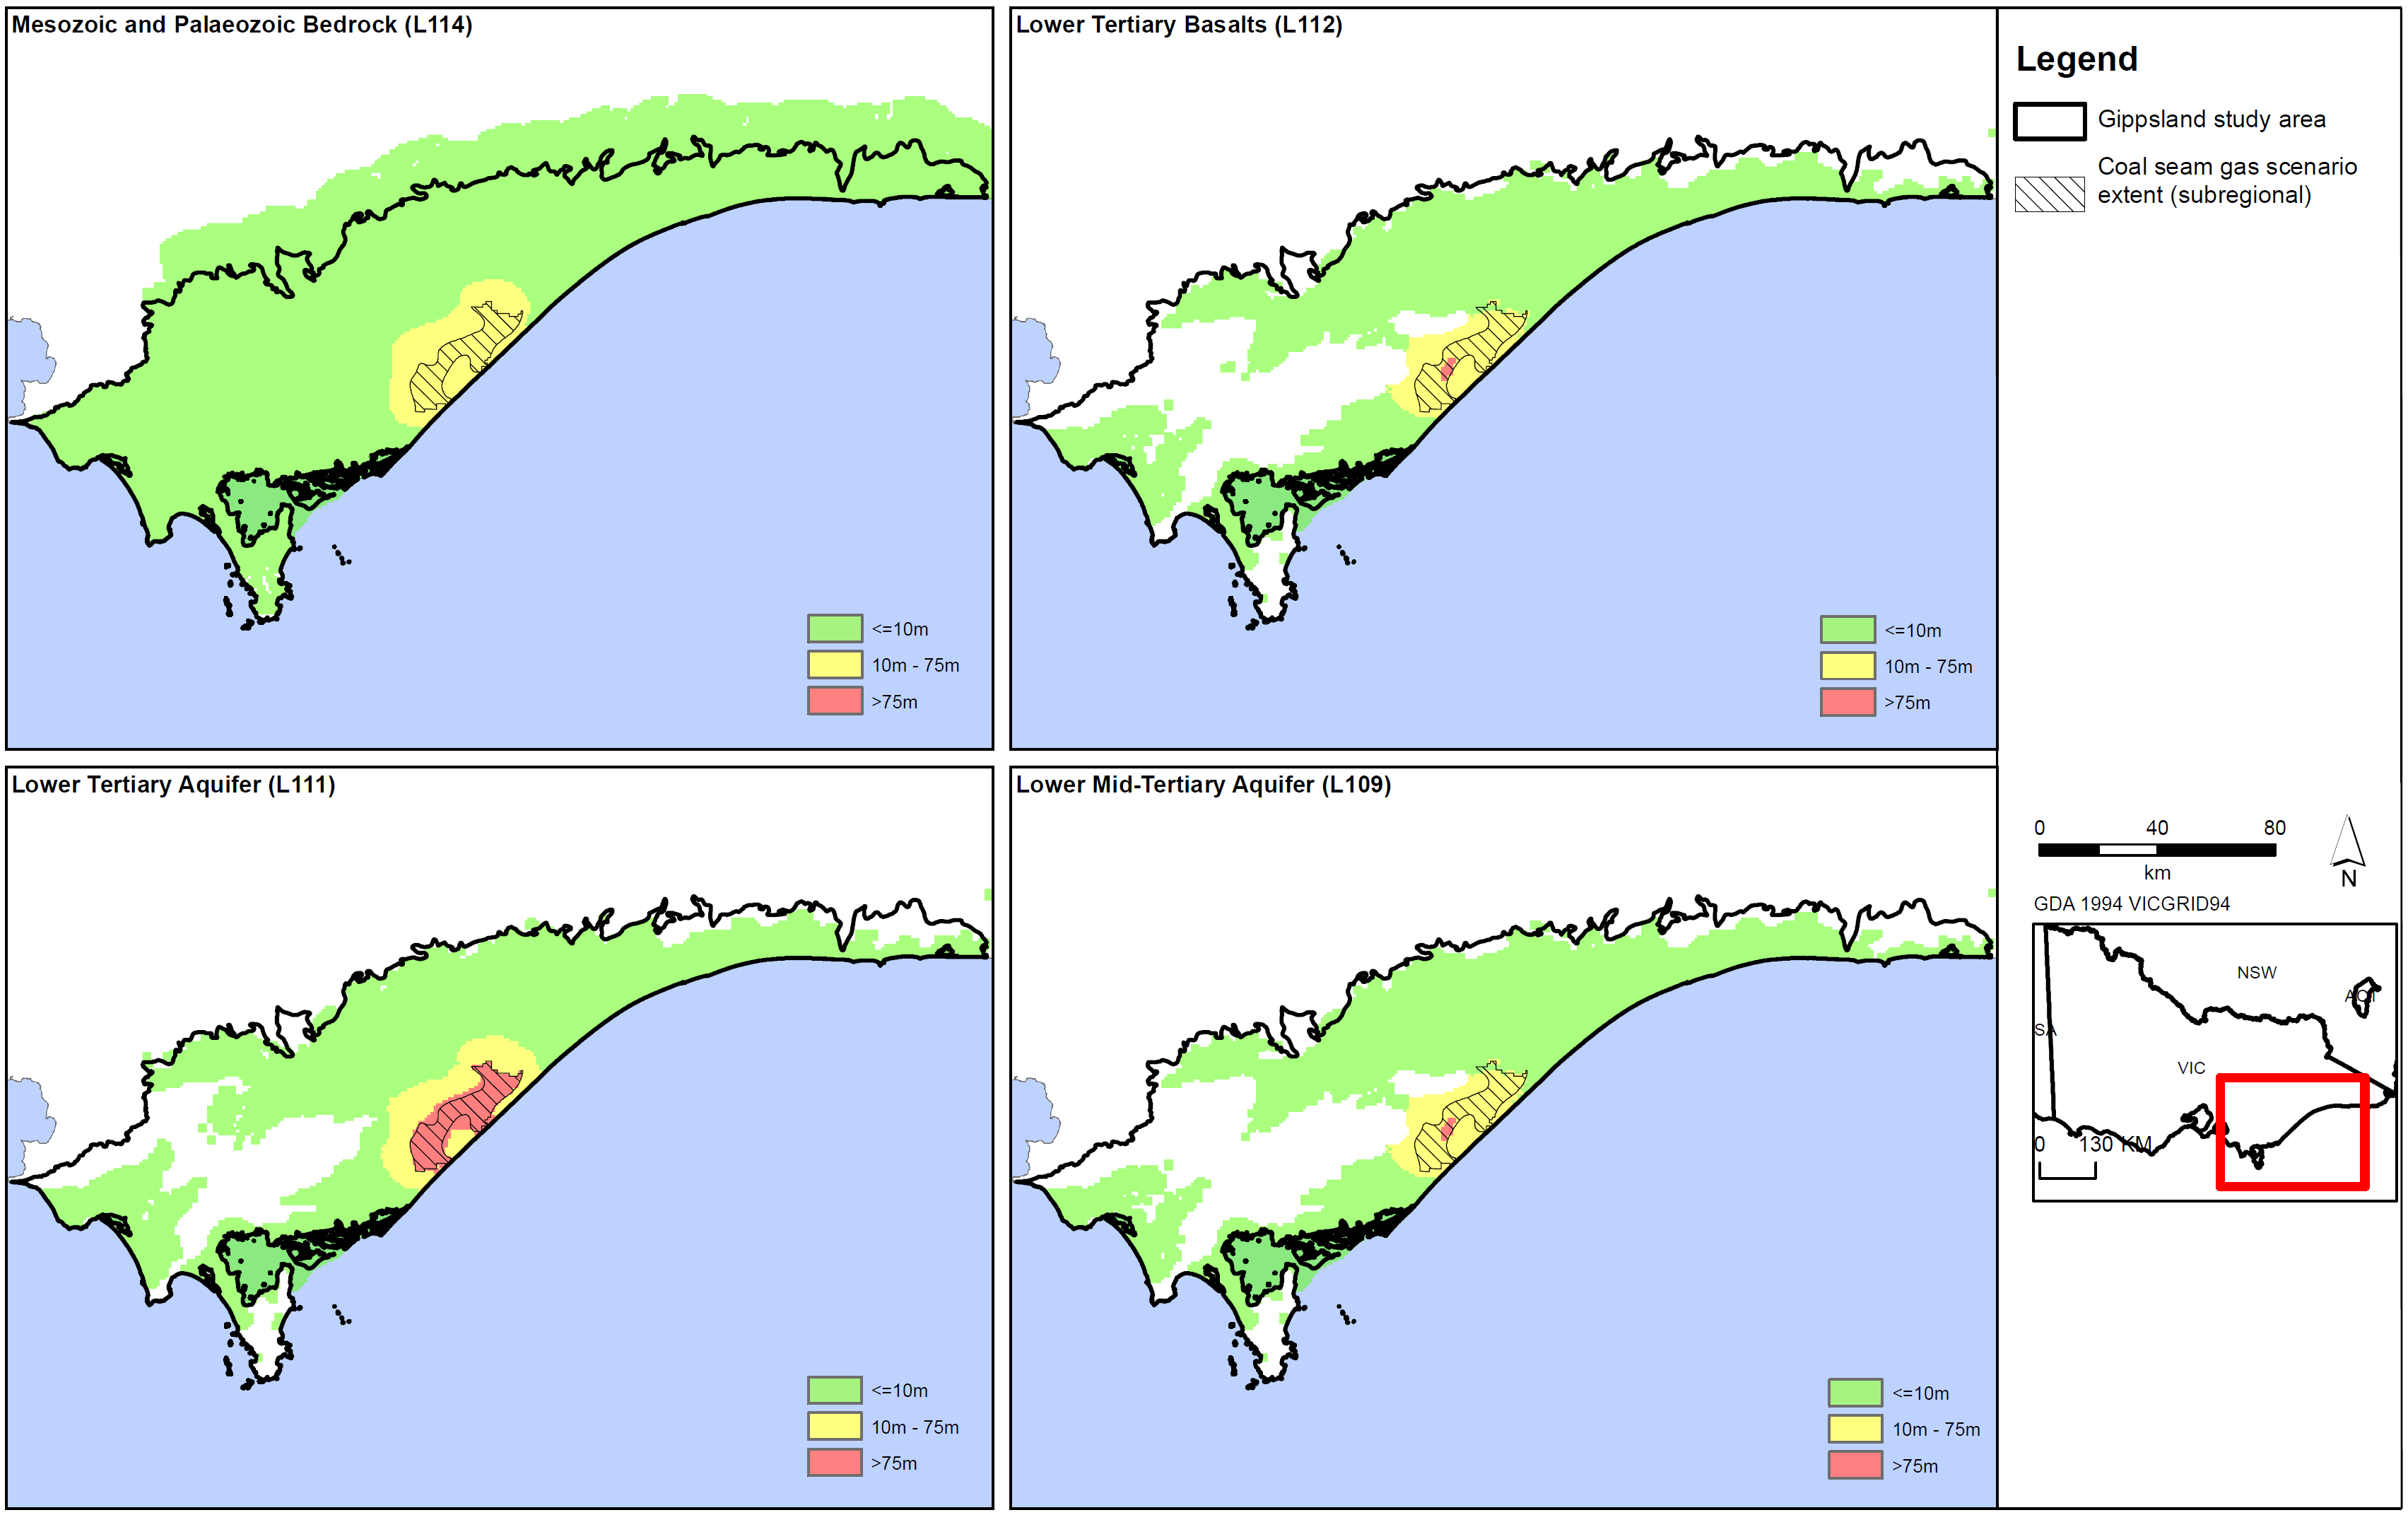 Mesozoic and Palaeozoic Bedrock (L114)
<=10m
10m - 75m
>75m
Lower Tertiary Basalts (L112)
<=10m
10m - 75m
>75m
Lower Tertiary Aquifer (L111)
<=10m
10m - 75m
>75m
Lower Mid-Tertiary Aquifer (L109)
<=10m
10m - 75m
>75m
Legend
Gippsland study area
Coal seam gas scenario
extent (subregional)
0 40 80
km
N
GDA 1994 VICGRID94
NSW
ACT
SA
VIC
0 130 KM